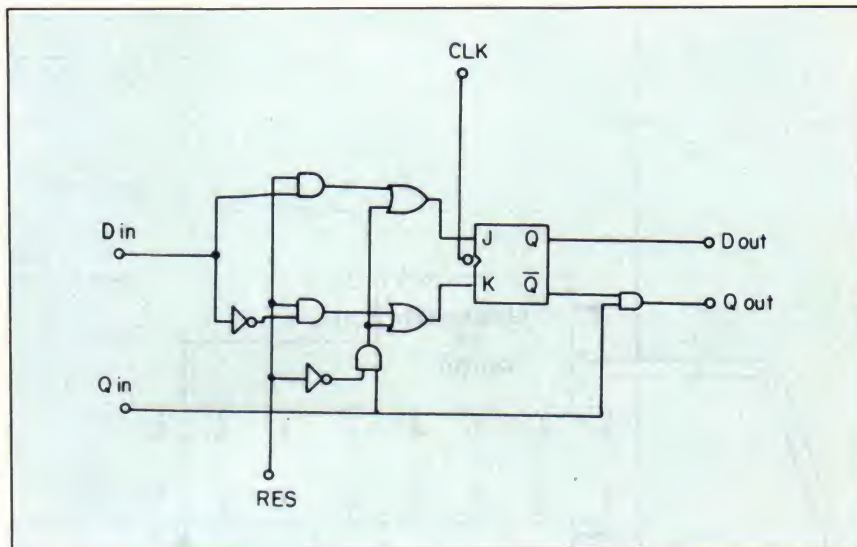 CLK
D in
J Q
D out
K Q̅
Q out
Q in
RES